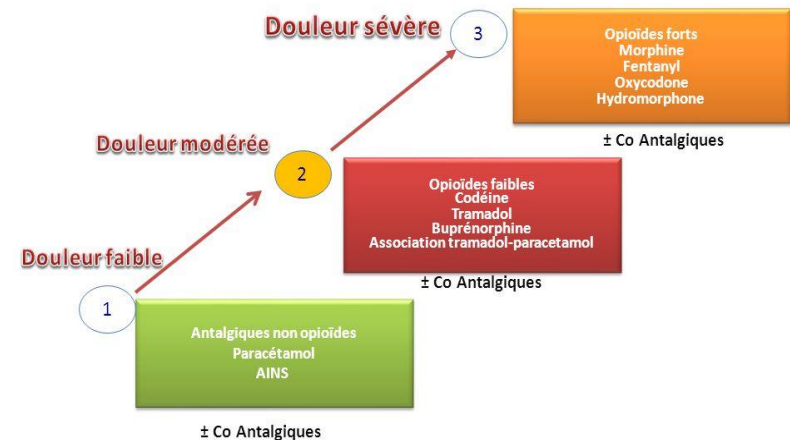 Douleur sévère
3
Opioïdes forts
Morphine
Fentanyl
Oxycodone
Hydromorphone
± Co Antalgiques
Douleur modérée
2
Opioïdes faibles
Codéine
Tramadol
Buprénorphine
Association tramadol-paracetamol
± Co Antalgiques
Douleur faible
1
Antalgiques non opioïdes
Paracétamol
AINS
± Co Antalgiques